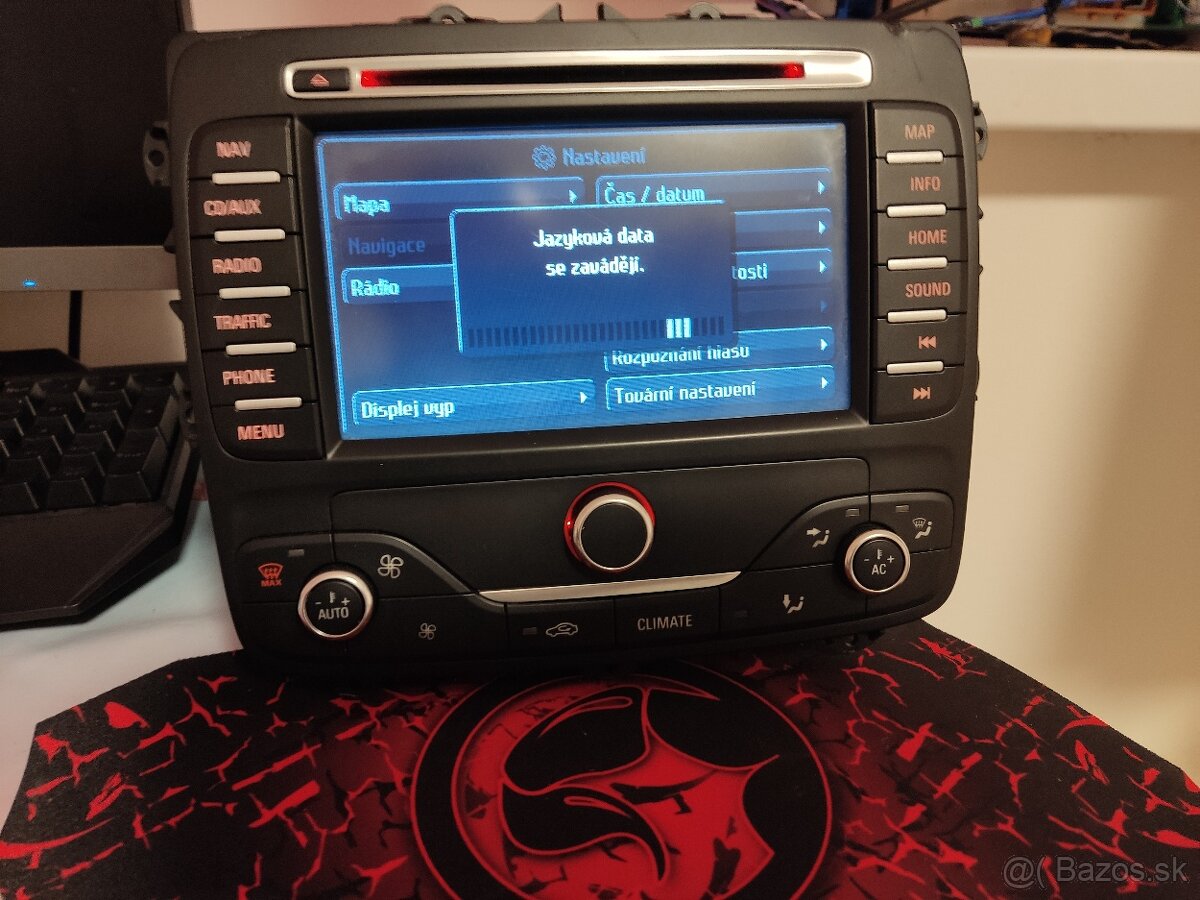 NAV
CD/AUX
RADIO
TRAFFIC
PHONE
MENU
Nastavení
Mapa
Čas / datum
Navigace
Rádio
Jazyková data
se zavádějí.
tosti
Rozpoznání hlasu
Displej vyp
Tovární nastavení
MAP
INFO
HOME
SOUND
MAX
- +
AUTO
CLIMATE
- +
AC
@( Bazos.sk